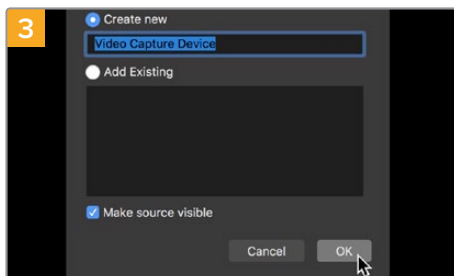 3
Create new
Video Capture Device
Add Existing
Make source visible
Cancel OK